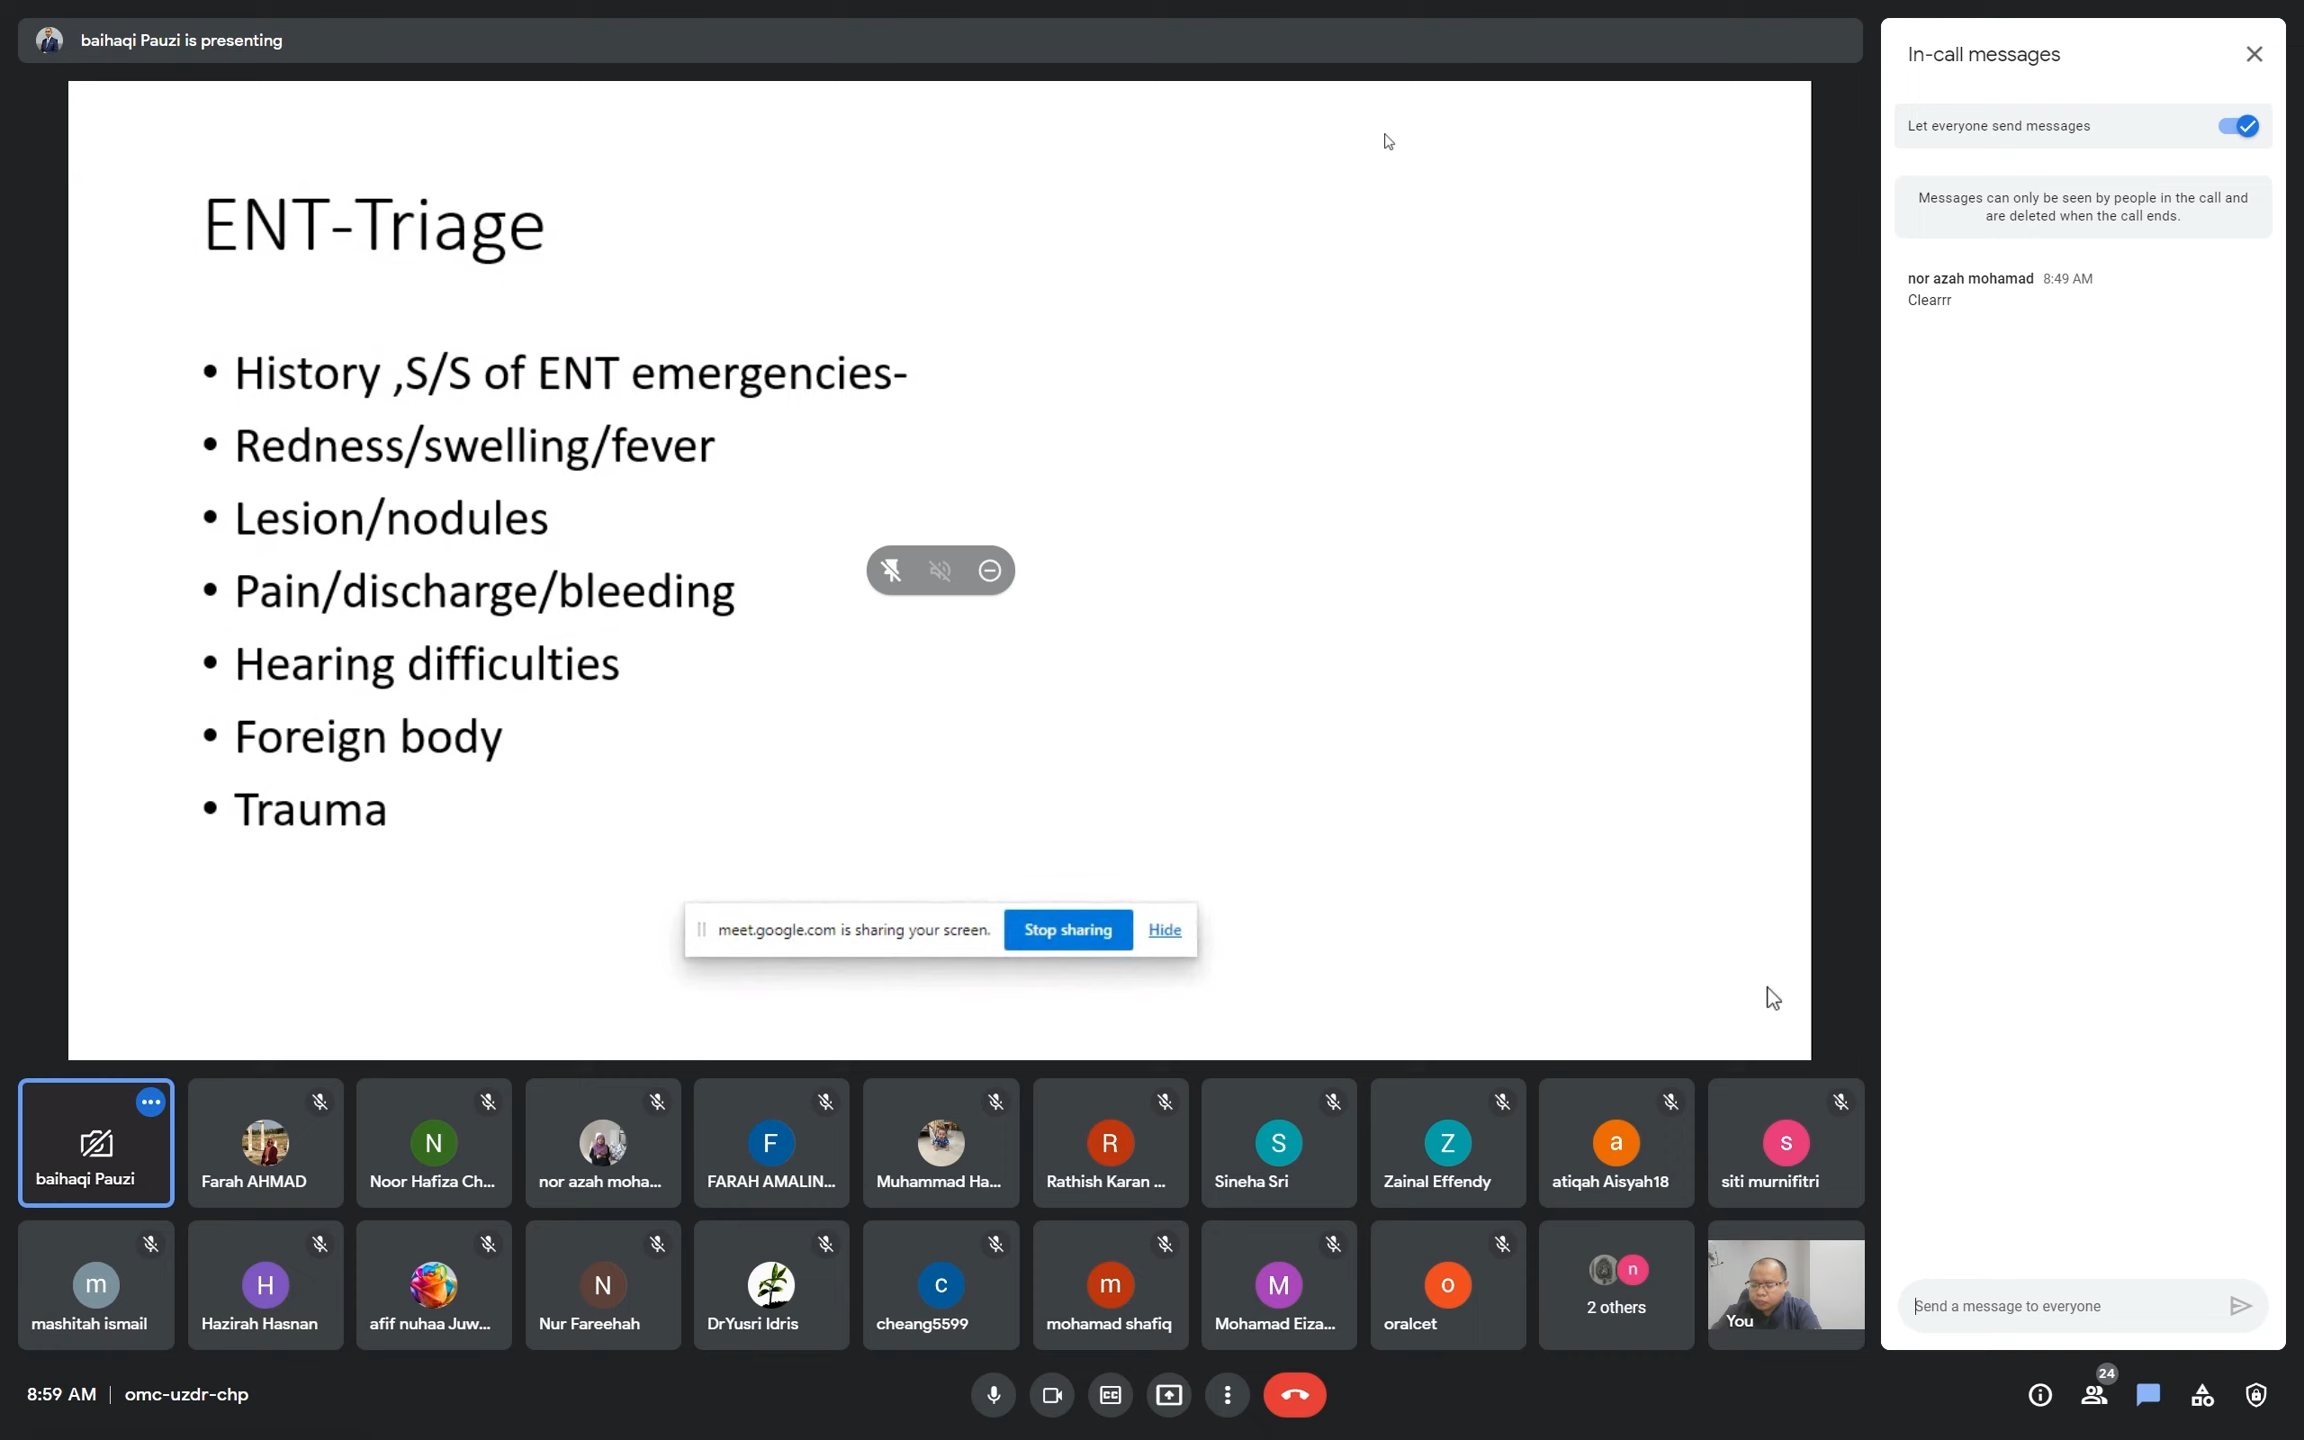 baihaqi Pauzi is presenting
ENT-Triage
• History ,S/S of ENT emergencies-
• Redness/swelling/fever
• Lesion/nodules
• Pain/discharge/bleeding
• Hearing difficulties
• Foreign body
• Trauma
meet.google.com is sharing your screen.
Stop sharing
Hide
In-call messages
Let everyone send messages
Messages can only be seen by people in the call and
are deleted when the call ends.
nor azah mohamad 8:49 AM
Clearrr
Send a message to everyone
baihaqi Pauzi
Farah AHMAD
N
Noor Hafiza Ch...
nor azah moha...
F
FARAH AMALIN...
Muhammad Ha...
R
Rathish Karan ...
S
Sineha Sri
Z
Zainal Effendy
a
atiqah Aisyah18
s
siti murnifitri
m
mashitah ismail
H
Hazirah Hasnan
afif nuhaa Juw...
N
Nur Fareehah
DrYusri Idris
c
cheang5599
m
mohamad shafiq
M
Mohamad Eiza...
o
oralcet
n
2 others
You
8:59 AM | omc-uzdr-chp
CC
24